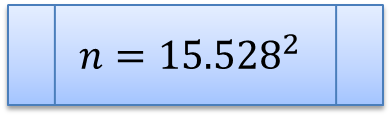 n = 15.528²